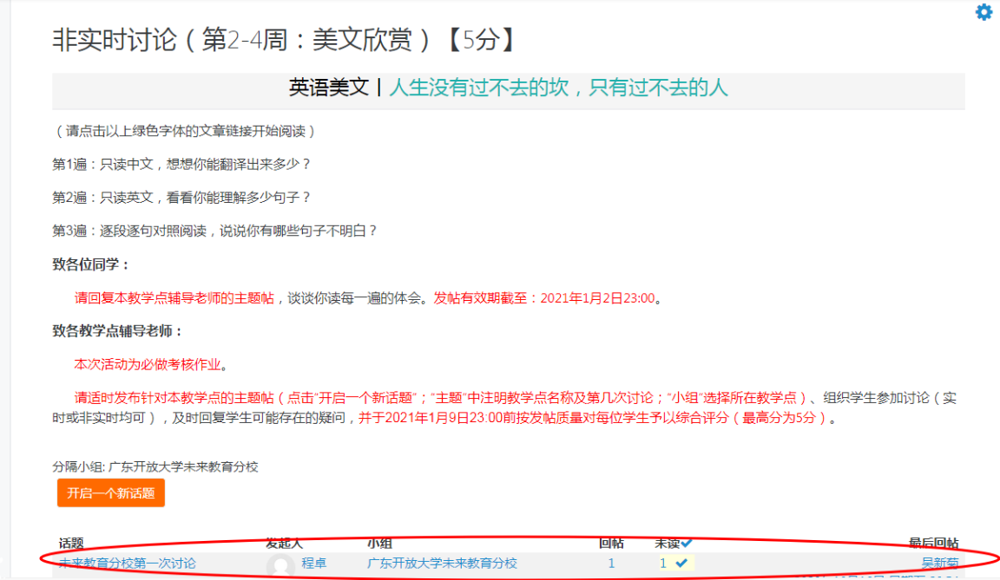 非实时讨论（第2-4周：美文欣赏）【5分】
英语美文丨人生没有过不去的坎，只有过不去的人
（请点击以上绿色字体的文章链接开始阅读）
第1遍：只读中文，想想你能翻译出来多少？
第2遍：只读英文，看看你能理解多少句子？
第3遍：逐段逐句对照阅读，说说你有哪些句子不明白？
致各位同学：
请回复本教学点辅导老师的主题帖，谈谈你读每一遍的体会。发帖有效期截至：2021年1月2日23:00。
致各教学点辅导老师：
本次活动为必做考核作业。
请适时发布针对本教学点的主题帖（点击“开启一个新话题”；“主题”中注明教学点名称及第几次讨论；“小组”选择所在教学点）、组织学生参加讨论（实
时或非实时均可），及时回复学生可能存在的疑问，并于2021年1月9日23:00前按发帖质量对每位学生予以综合评分（最高分为5分）。
分隔小组: 广东开放大学未来教育分校
开启一个新话题
话题 发起人 小组 回帖 未读 最后回帖
未来教育分校第一次讨论 程卓 广东开放大学未来教育分校 1 1 吴新菊